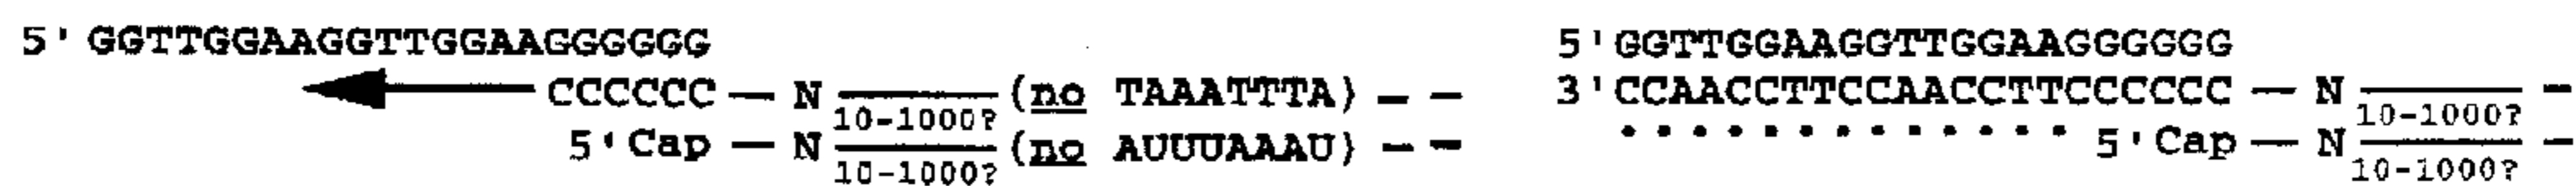 5' GGTTGGAAGGTTGGAAGGGGGG
CCCCCC — N 10-1000? (no TAAATTTA) – –
5' Cap — N 10-1000? (no AUUUAAAU) – –
5' GGTTGGAAGGTTGGAAGGGGGG
3' CCAACCTTCCAACCTTCCCCCC — N 10-1000? –
5' Cap — N 10-1000? –